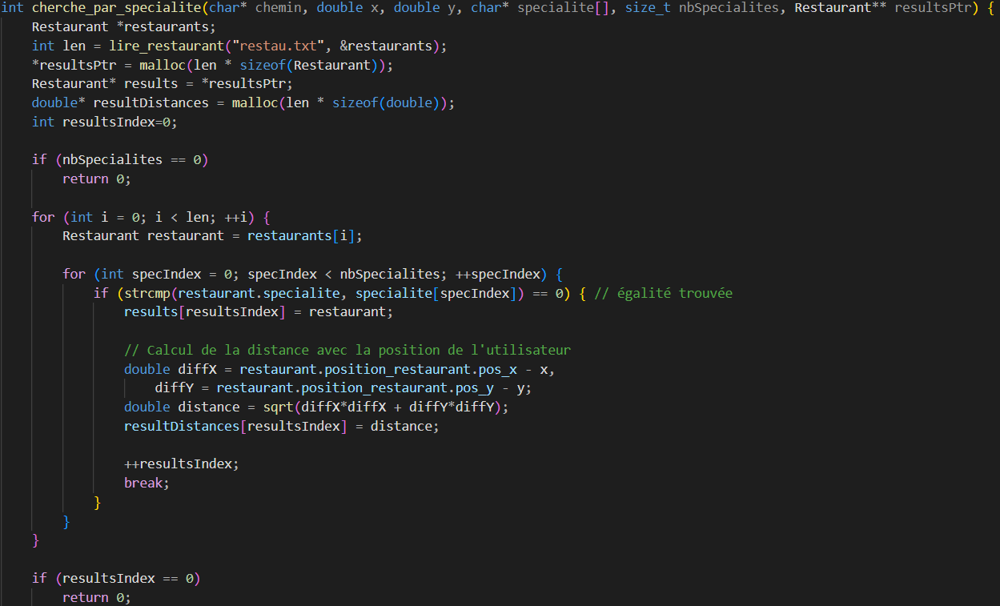 int cherche_par_specialite(char* chemin, double x, double y, char* specialite[], size_t nbSpecialites, Restaurant** resultsPtr) {
    Restaurant *restaurants;
    int len = lire_restaurant("restau.txt", &restaurants);
    *resultsPtr = malloc(len * sizeof(Restaurant));
    Restaurant* results = *resultsPtr;
    double* resultDistances = malloc(len * sizeof(double));
    int resultsIndex=0;

    if (nbSpecialites == 0)
        return 0;

    for (int i = 0; i < len; ++i) {
        Restaurant restaurant = restaurants[i];

        for (int specIndex = 0; specIndex < nbSpecialites; ++specIndex) {
            if (strcmp(restaurant.specialite, specialite[specIndex]) == 0) { // égalité trouvée
                results[resultsIndex] = restaurant;

                // Calcul de la distance avec la position de l'utilisateur
                double diffX = restaurant.position_restaurant.pos_x - x,
                    diffY = restaurant.position_restaurant.pos_y - y;
                double distance = sqrt(diffX*diffX + diffY*diffY);
                resultDistances[resultsIndex] = distance;

                ++resultsIndex;
                break;
            }
        }
    }

    if (resultsIndex == 0)
        return 0;